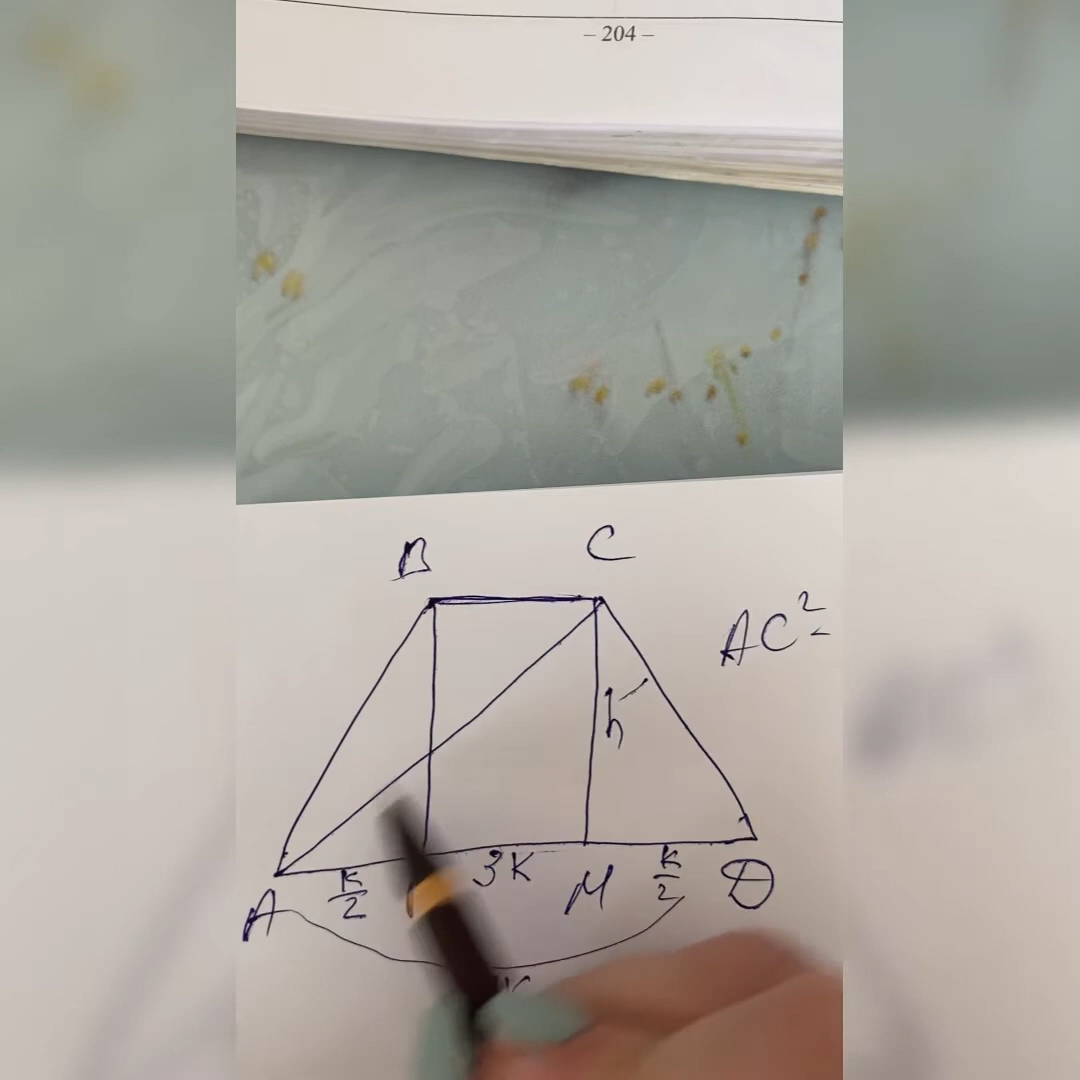 – 204 –
B C
AC²=
h
A K/2 3K M K/2 D